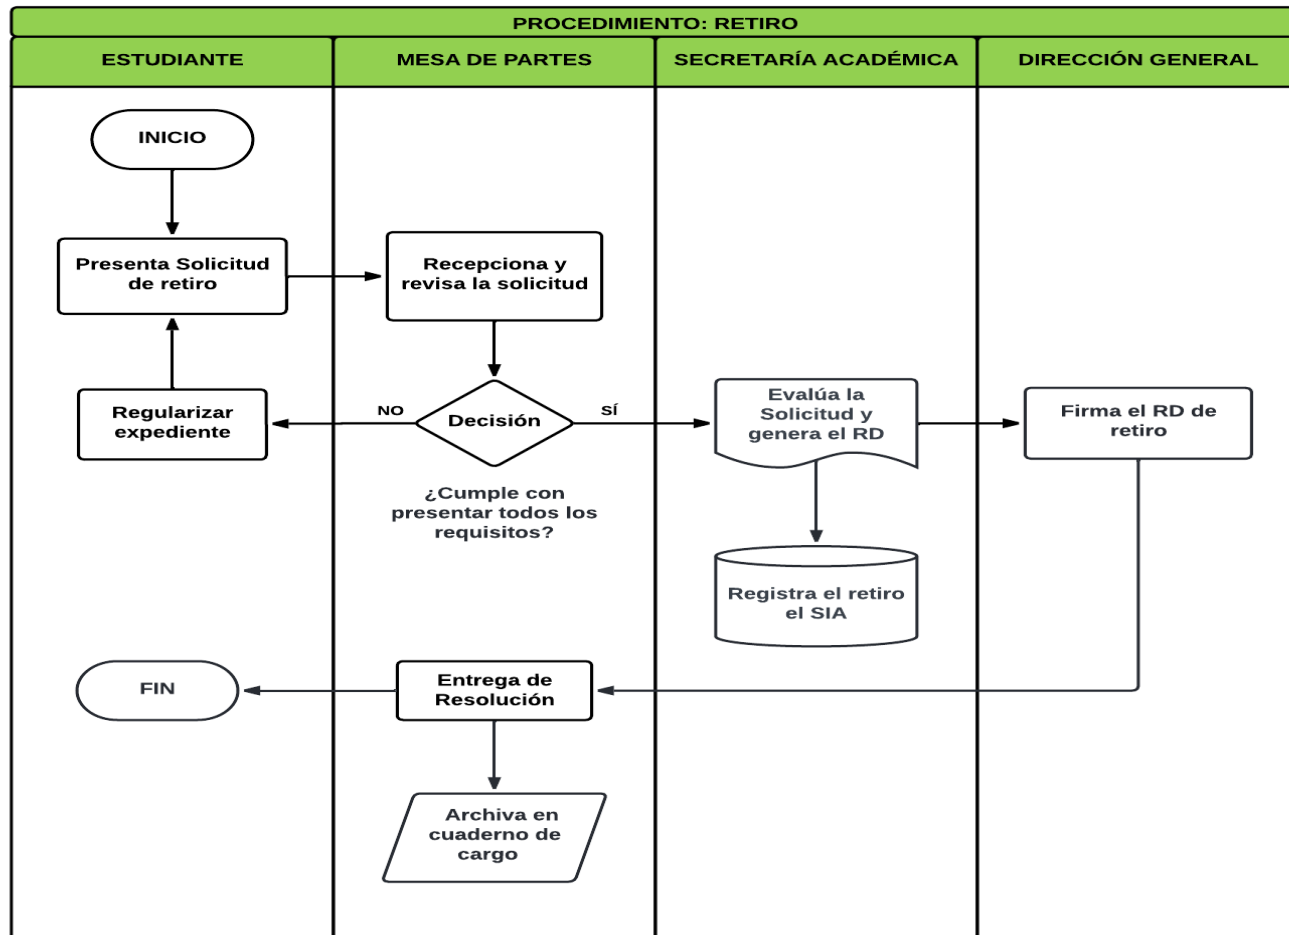 PROCEDIMIENTO: RETIRO
ESTUDIANTE
MESA DE PARTES
SECRETARÍA ACADÉMICA
DIRECCIÓN GENERAL
INICIO
Presenta Solicitud
de retiro
Recepciona y
revisa la solicitud
Regularizar
expediente
NO
Decisión
SÍ
¿Cumple con
presentar todos los
requisitos?
Evalúa la
Solicitud y
genera el RD
Firma el RD de
retiro
Registra el retiro
el SIA
FIN
Entrega de
Resolución
Archiva en
cuaderno de
cargo